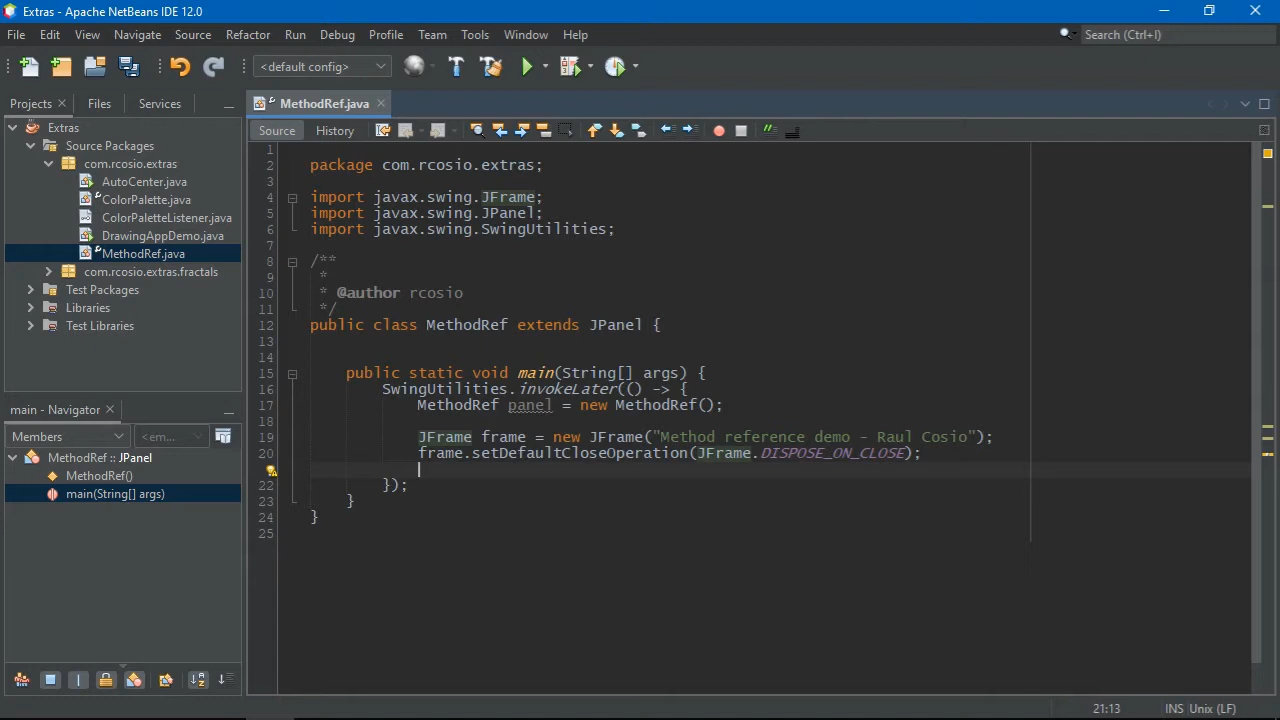 Extras - Apache NetBeans IDE 12.0
File Edit View Navigate Source Refactor Run Debug Profile Team Tools Window Help
Search (Ctrl+I)
<default config>
Projects Files Services
MethodRef.java
Source History
Extras
Source Packages
com.rcosio.extras
AutoCenter.java
ColorPalette.java
ColorPaletteListener.java
DrawingAppDemo.java
MethodRef.java
com.rcosio.extras.fractals
Test Packages
Libraries
Test Libraries
main - Navigator
Members
<em...
MethodRef :: JPanel
MethodRef()
main(String[] args)
1
2 package com.rcosio.extras;
3
4 import javax.swing.JFrame;
5 import javax.swing.JPanel;
6 import javax.swing.SwingUtilities;
7
8 /**
9 *
10 * @author rcosio
11 */
12 public class MethodRef extends JPanel {
13
14
15 public static void main(String[] args) {
16 SwingUtilities.invokeLater(() -> {
17 MethodRef panel = new MethodRef();
18
19 JFrame frame = new JFrame("Method reference demo - Raul Cosio");
20 frame.setDefaultCloseOperation(JFrame.DISPOSE_ON_CLOSE);
22 });
23 }
24 }
25
21:13 INS Unix (LF)